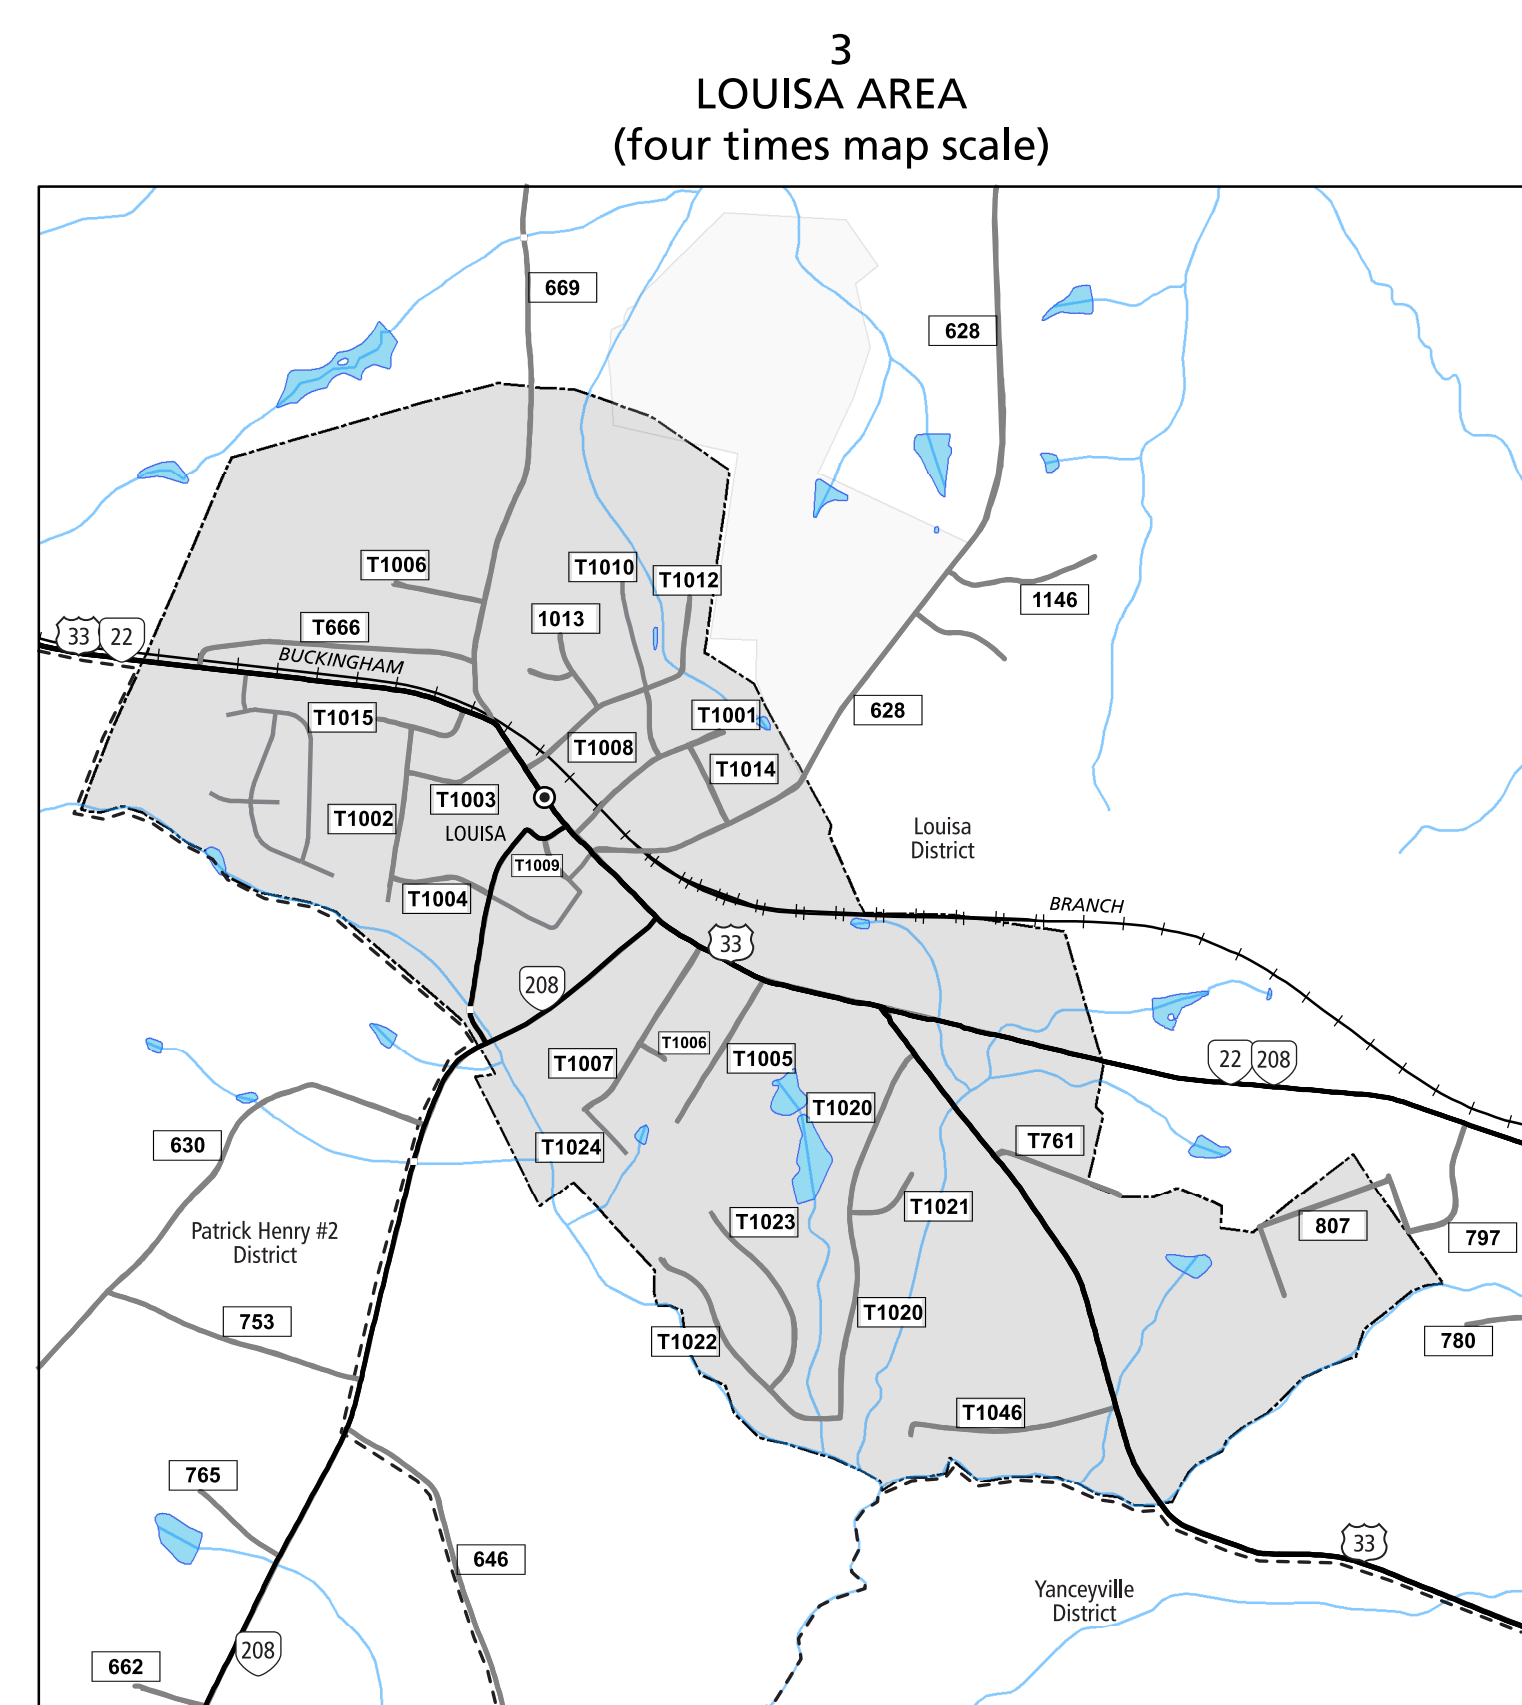 3
LOUISA AREA
(four times map scale)
669
628
T1006
T1010
T1012
1013
1146
33
22
T666
BUCKINGHAM
T1015
T1001
628
T1008
T1014
T1003
T1002
LOUISA
Louisa
District
T1009
T1004
BRANCH
33
208
T1006
T1007
T1005
22
208
T1020
630
T1024
T761
T1021
T1023
807
797
Patrick Henry #2
District
753
T1020
T1022
780
T1046
765
646
33
Yanceyville
District
208
662